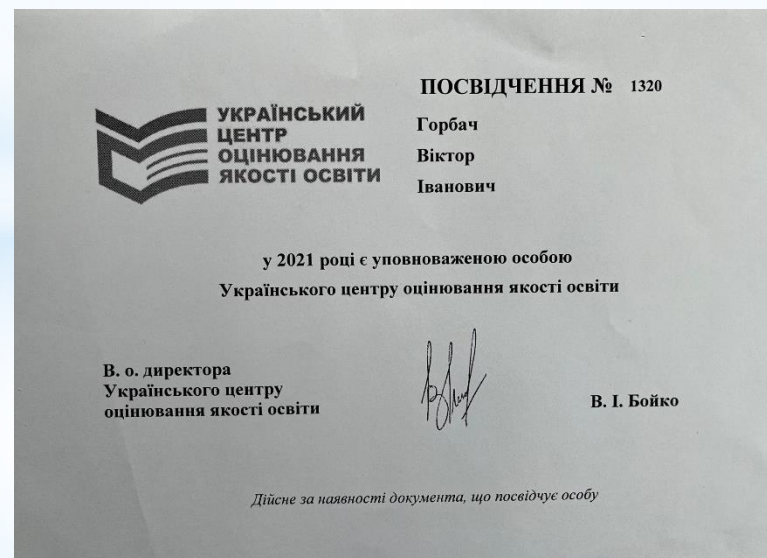 УКРАЇНСЬКИЙ
ЦЕНТР
ОЦІНЮВАННЯ
ЯКОСТІ ОСВІТИ
ПОСВІДЧЕННЯ № 1320
Горбач
Віктор
Іванович
у 2021 році є уповноваженою особою
Українського центру оцінювання якості освіти
В. о. директора
Українського центру
оцінювання якості освіти
В. І. Бойко
Дійсне за наявності документа, що посвідчує особу